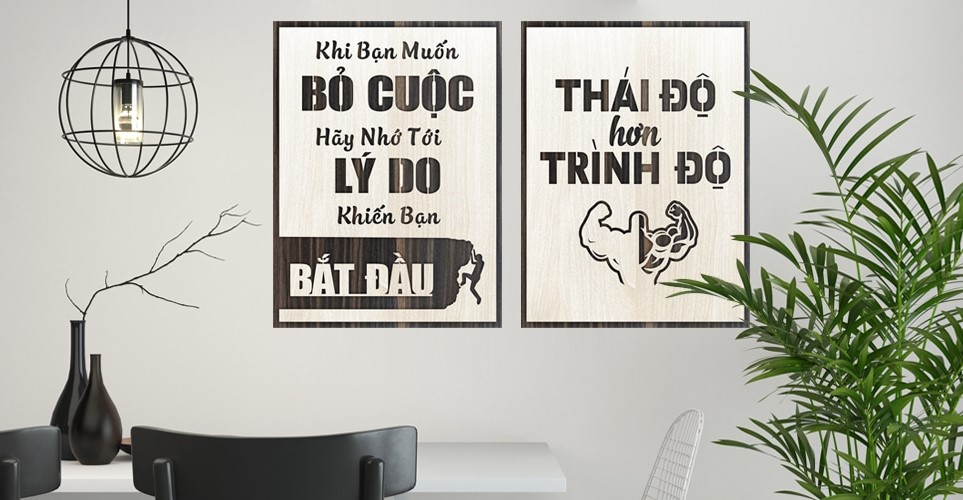 Khi Bạn Muốn
BỎ CUỘC
Hãy Nhớ Tới
LÝ DO
Khiến Bạn
BẮT ĐẦU
THÁI ĐỘ
hơn
TRÌNH ĐỘ